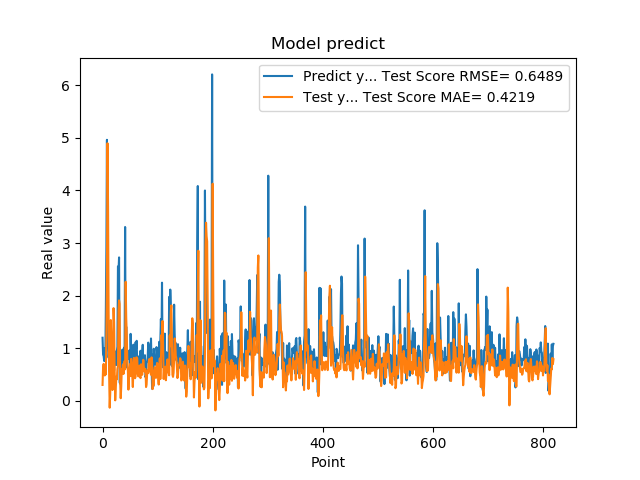 Model predict
Predict y... Test Score RMSE= 0.6489
Test y... Test Score MAE= 0.4219
Real value
6
5
4
3
2
1
0
0 200 400 600 800
Point